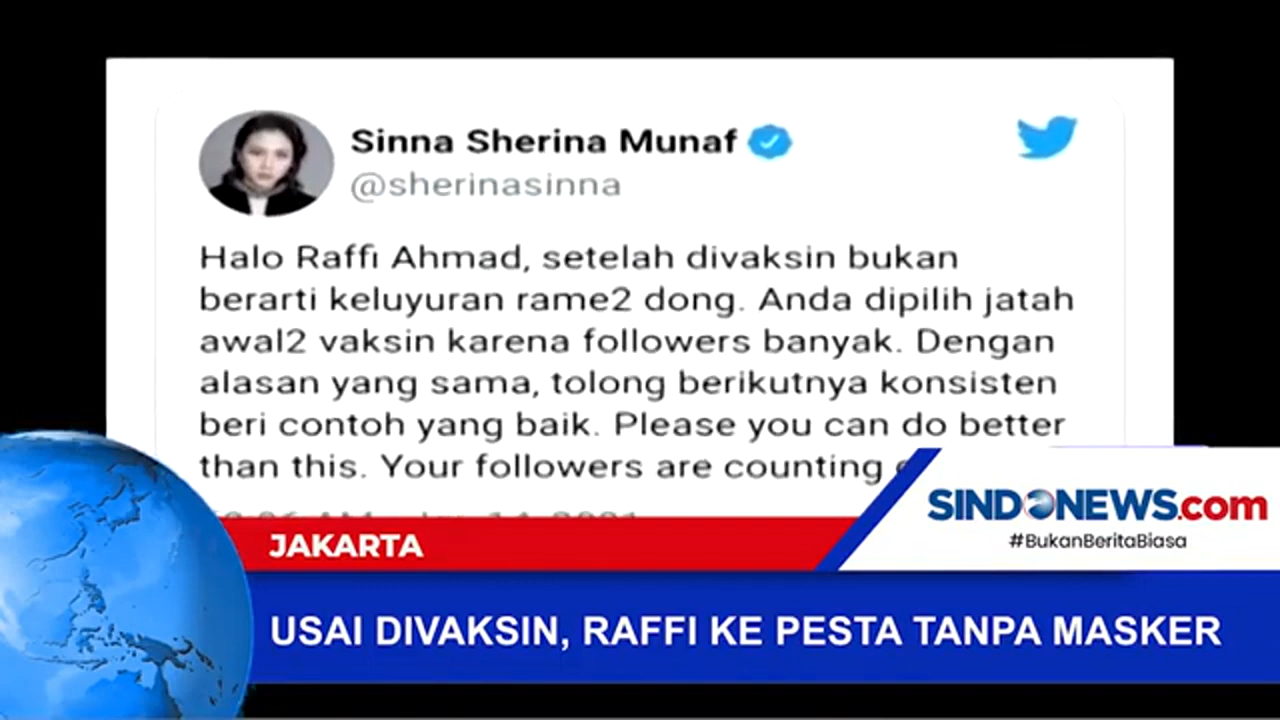 Sinna Sherina Munaf
@sherinasinna
Halo Raffi Ahmad, setelah divaksin bukan
berarti keluyuran rame2 dong. Anda dipilih jatah
awal2 vaksin karena followers banyak. Dengan
alasan yang sama, tolong berikutnya konsisten
beri contoh yang baik. Please you can do better
than this. Your followers are counting
SINDONEWS.com
#BukanBeritaBiasa
JAKARTA
USAI DIVAKSIN, RAFFI KE PESTA TANPA MASKER